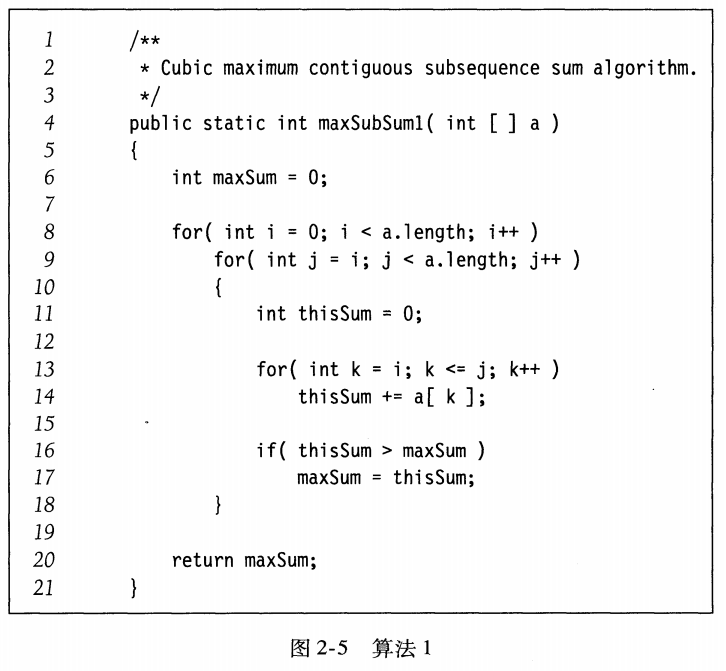 1 /**
2 * Cubic maximum contiguous subsequence sum algorithm.
3 */
4 public static int maxSubSum1( int [ ] a )
5 {
6 int maxSum = 0;
7
8 for( int i = 0; i < a.length; i++ )
9 for( int j = i; j < a.length; j++ )
10 {
11 int thisSum = 0;
12
13 for( int k = i; k <= j; k++ )
14 thisSum += a[ k ];
15
16 if( thisSum > maxSum )
17 maxSum = thisSum;
18 }
19
20 return maxSum;
21 }
图 2-5 算法 1